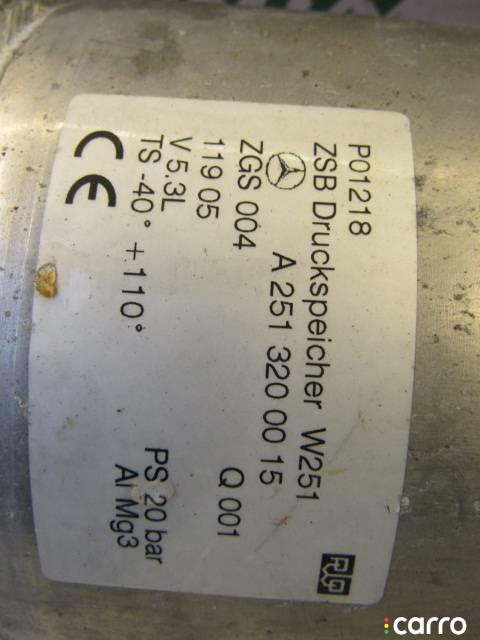 P01218
ZSB Druckspeicher W251
A 251 320 00 15
ZGS 004 Q 001
119 05
V 5.3L PS 20 bar
TS -40° +110° Al Mg3
CE
carro